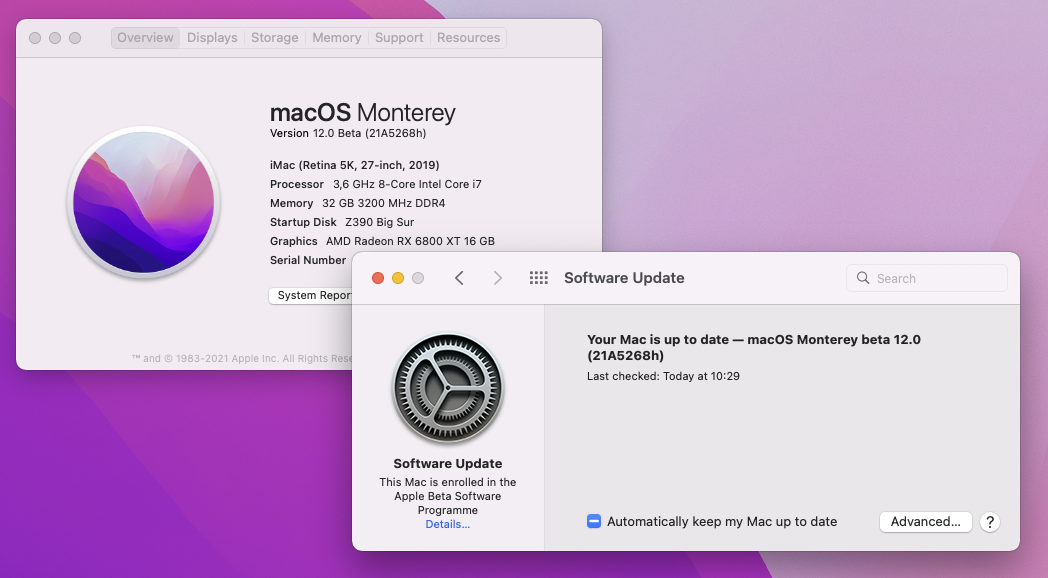 Overview Displays Storage Memory Support Resources
macOS Monterey
Version 12.0 Beta (21A5268h)
iMac (Retina 5K, 27-inch, 2019)
Processor 3,6 GHz 8-Core Intel Core i7
Memory 32 GB 3200 MHz DDR4
Startup Disk Z390 Big Sur
Graphics AMD Radeon RX 6800 XT 16 GB
Serial Number
System Report
™ and © 1983-2021 Apple Inc. All Rights Rese
Software Update
Search
Your Mac is up to date — macOS Monterey beta 12.0
(21A5268h)
Last checked: Today at 10:29
Software Update
This Mac is enrolled in the
Apple Beta Software
Programme
Details...
Automatically keep my Mac up to date
Advanced...
?